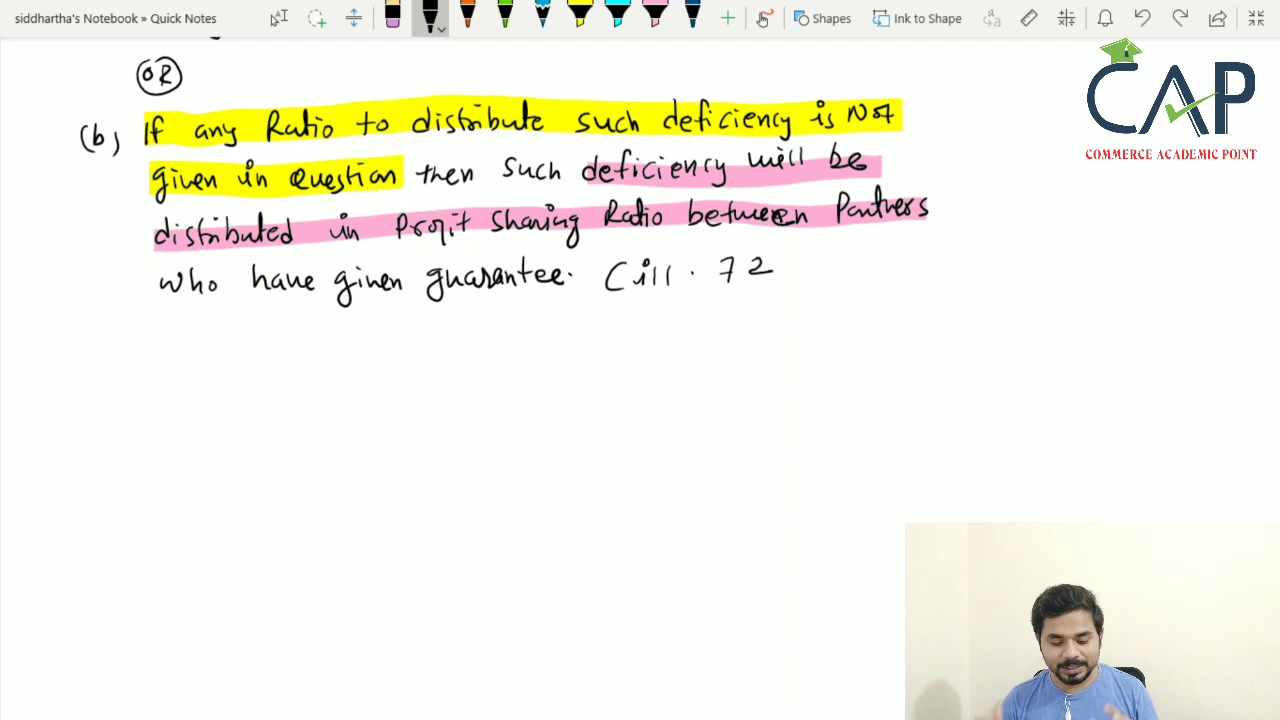 siddhartha's Notebook » Quick Notes
Shapes
Ink to Shape
OR
(b) If any Ratio to distribute such deficiency is Not
given in Question then such deficiency will be
distributed in Profit Sharing Ratio between Partners
who have given guarantee. (ill. 72
CAP
COMMERCE ACADEMIC POINT